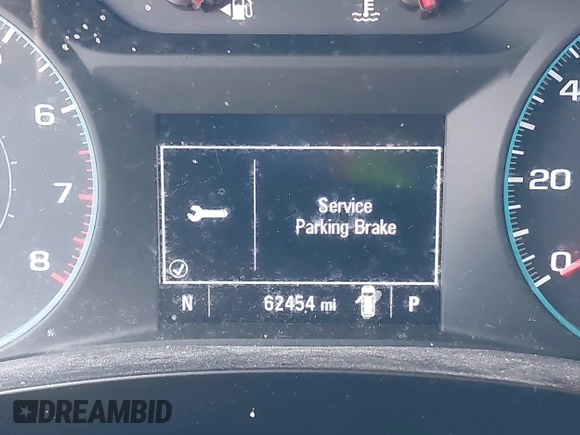 6
7
8
4
20
0
Service
Parking Brake
N
62454 mi
P
DREAMBID